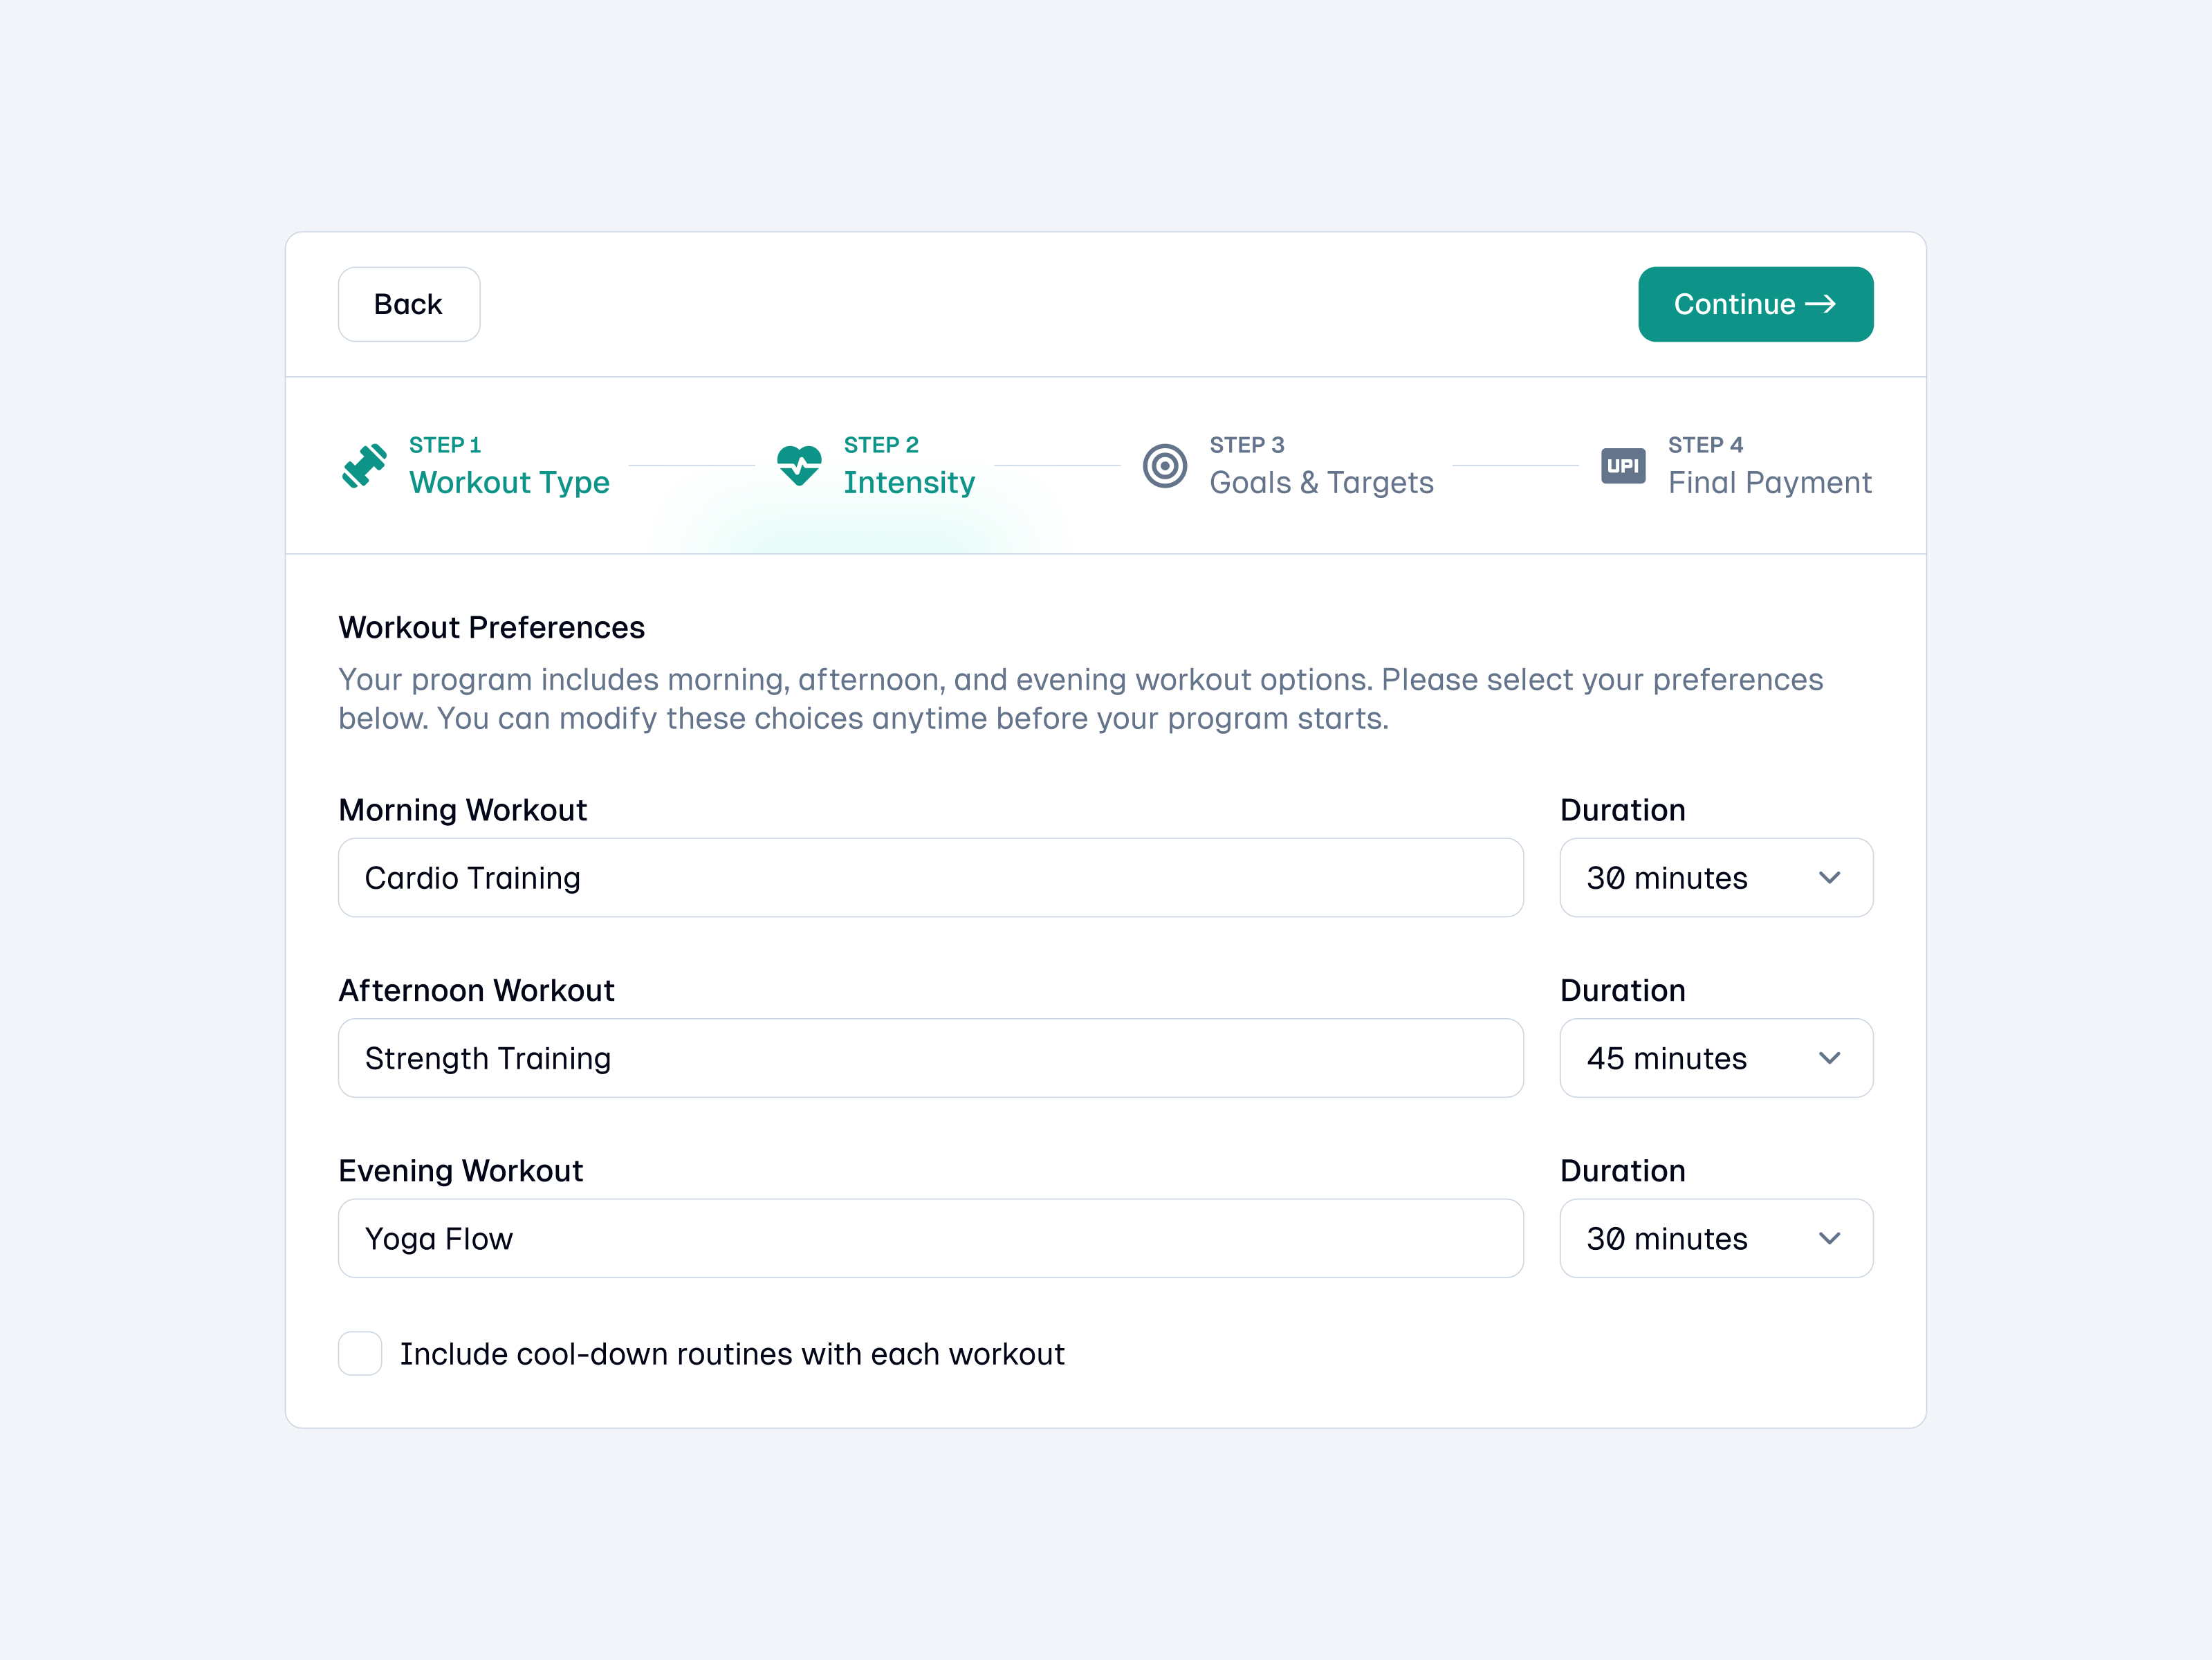 Back
Continue →
STEP 1
Workout Type
STEP 2
Intensity
STEP 3
Goals & Targets
UPI
STEP 4
Final Payment
Workout Preferences
Your program includes morning, afternoon, and evening workout options. Please select your preferences
below. You can modify these choices anytime before your program starts.
Morning Workout
Duration
Cardio Training
30 minutes
Afternoon Workout
Duration
Strength Training
45 minutes
Evening Workout
Duration
Yoga Flow
30 minutes
Include cool-down routines with each workout